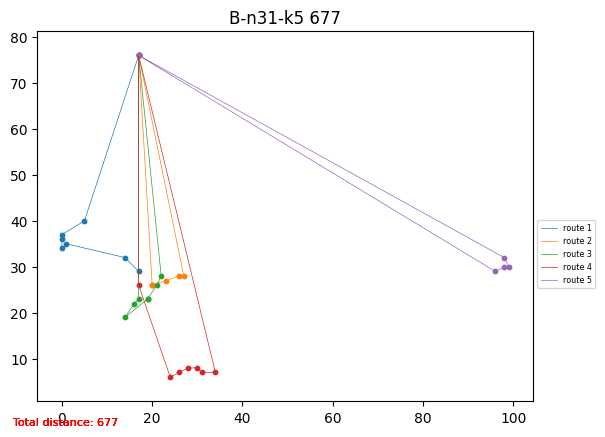 B-n31-k5 677
80
70
60
50
40
30
20
10
0 20 40 60 80 100
route 1
route 2
route 3
route 4
route 5
Total distance: 677